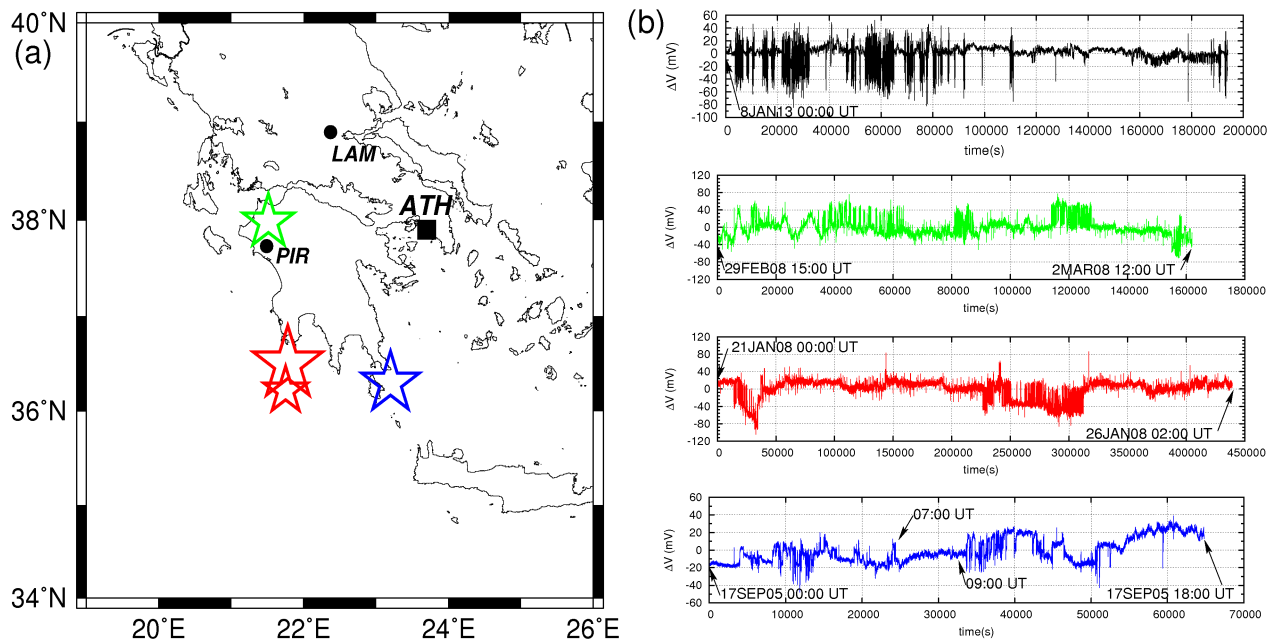 (a)
40°N
38°N
36°N
34°N
20°E
22°E
24°E
26°E
LAM
ATH
PIR
(b)
ΔV (mV)
60
40
20
0
-20
-40
-60
-80
-100
8JAN13 00:00 UT
0 20000 40000 60000 80000 100000 120000 140000 160000 180000 200000
time(s)
ΔV (mV)
120
80
40
0
-40
-80
-120
29FEB08 15:00 UT
2MAR08 12:00 UT
0 20000 40000 60000 80000 100000 120000 140000 160000 180000
time(s)
ΔV (mV)
120
80
40
0
-40
-80
-120
21JAN08 00:00 UT
26JAN08 02:00 UT
0 50000 100000 150000 200000 250000 300000 350000 400000 450000
time(s)
ΔV (mV)
60
40
20
0
-20
-40
-60
07:00 UT
09:00 UT
17SEP05 00:00 UT
17SEP05 18:00 UT
0 10000 20000 30000 40000 50000 60000 70000
time(s)